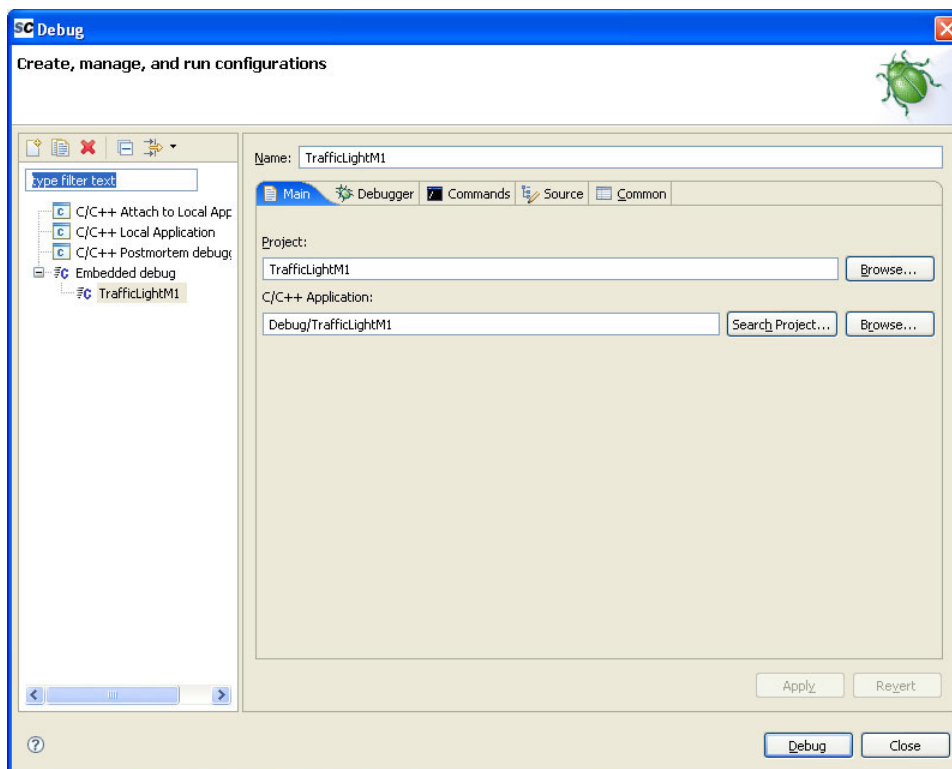 SC Debug
Create, manage, and run configurations
type filter text
C/C++ Attach to Local App
C/C++ Local Application
C/C++ Postmortem debugg
Embedded debug
TrafficLightM1
Name: TrafficLightM1
Main Debugger Commands Source Common
Project:
TrafficLightM1 Browse...
C/C++ Application:
Debug/TrafficLightM1 Search Project... Browse...
Apply Revert
Debug Close